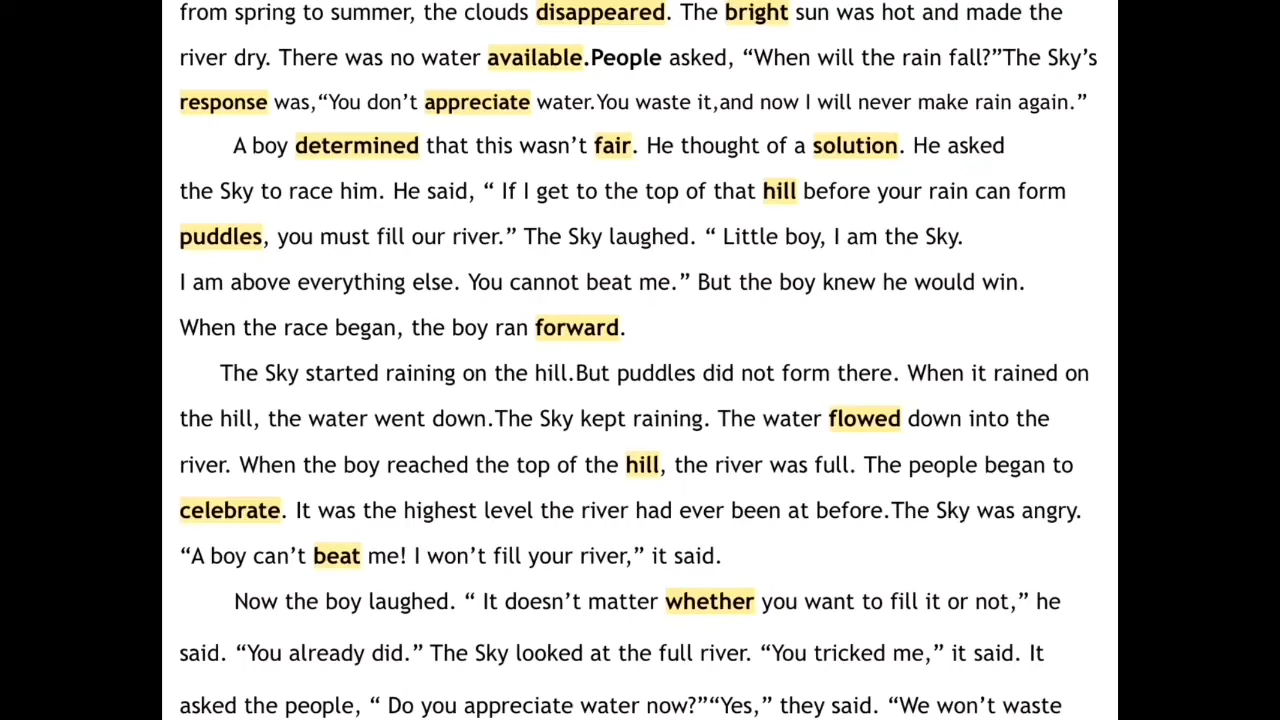 from spring to summer, the clouds disappeared. The bright sun was hot and made the
river dry. There was no water available.People asked, “When will the rain fall?”The Sky’s
response was,“You don’t appreciate water.You waste it,and now I will never make rain again.”
A boy determined that this wasn’t fair. He thought of a solution. He asked
the Sky to race him. He said, “ If I get to the top of that hill before your rain can form
puddles, you must fill our river.” The Sky laughed. “ Little boy, I am the Sky.
I am above everything else. You cannot beat me.” But the boy knew he would win.
When the race began, the boy ran forward.
The Sky started raining on the hill.But puddles did not form there. When it rained on
the hill, the water went down.The Sky kept raining. The water flowed down into the
river. When the boy reached the top of the hill, the river was full. The people began to
celebrate. It was the highest level the river had ever been at before.The Sky was angry.
“A boy can’t beat me! I won’t fill your river,” it said.
Now the boy laughed. “ It doesn’t matter whether you want to fill it or not,” he
said. “You already did.” The Sky looked at the full river. “You tricked me,” it said. It
asked the people, “ Do you appreciate water now?”“Yes,” they said. “We won’t waste